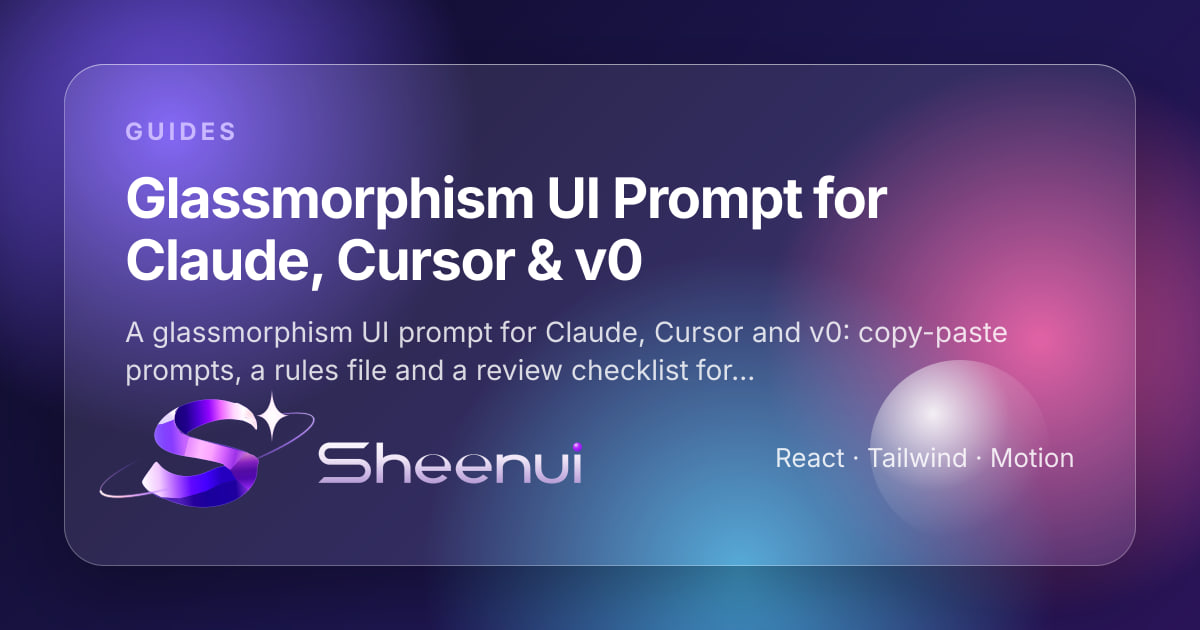 GUIDES
Glassmorphism UI Prompt for
Claude, Cursor & v0
A glassmorphism UI prompt for Claude, Cursor and v0: copy-paste
prompts, a rules file and a review checklist for...
Sheenui
React · Tailwind · Motion